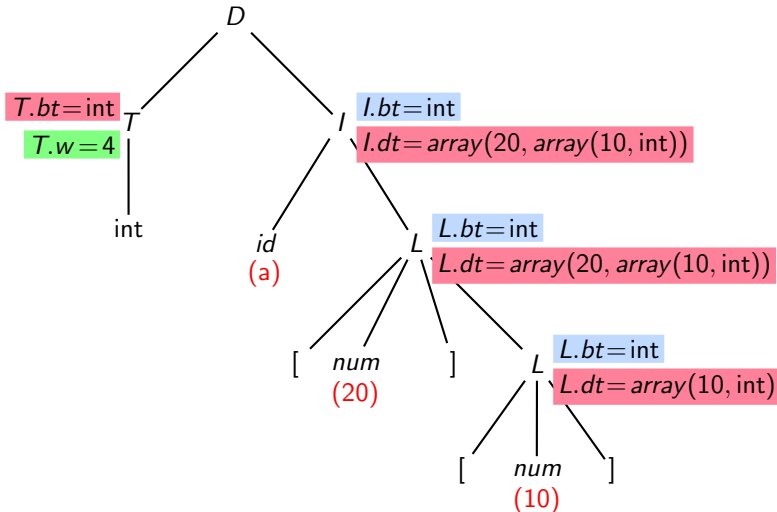 D
T.bt = int
T
T.w = 4
I
I.bt = int
I.dt = array(20, array(10, int))
int
id
(a)
L
L.bt = int
L.dt = array(20, array(10, int))
[ num ]
(20)
L
L.bt = int
L.dt = array(10, int)
[ num ]
(10)